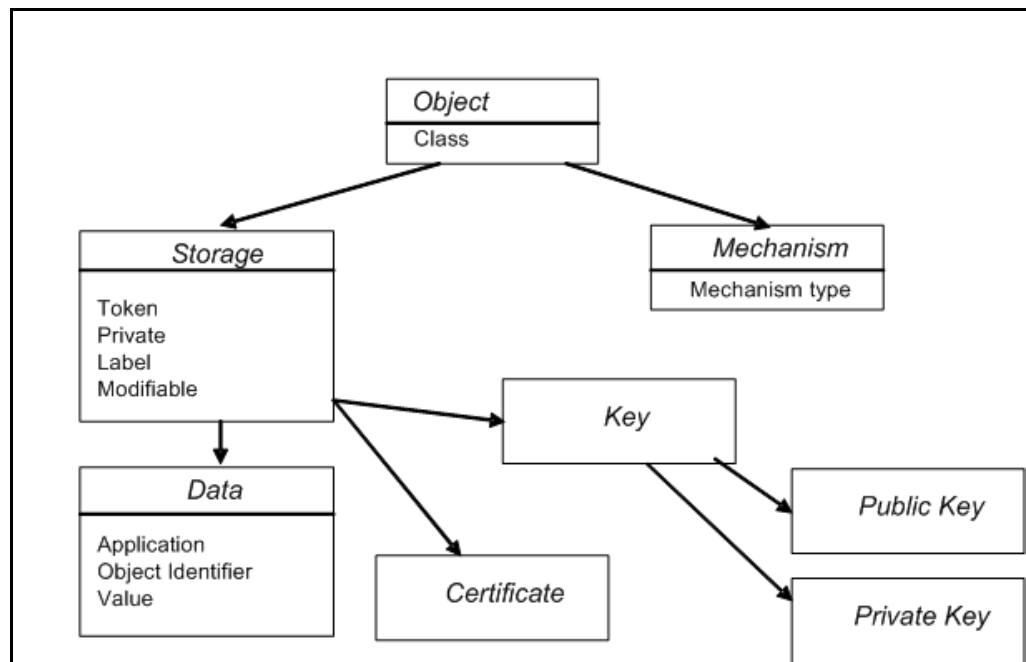 Object
Class
Storage
Token
Private
Label
Modifiable
Mechanism
Mechanism type
Key
Data
Application
Object Identifier
Value
Certificate
Public Key
Private Key